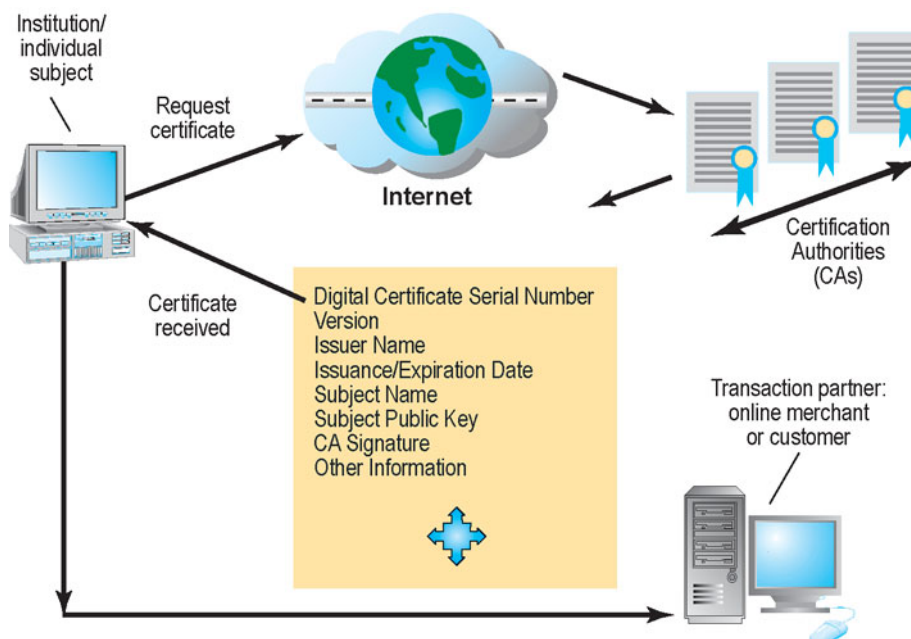 Institution/
individual
subject
Request
certificate
Internet
Certification
Authorities
(CAs)
Certificate
received
Digital Certificate Serial Number
Version
Issuer Name
Issuance/Expiration Date
Subject Name
Subject Public Key
CA Signature
Other Information
Transaction partner:
online merchant
or customer